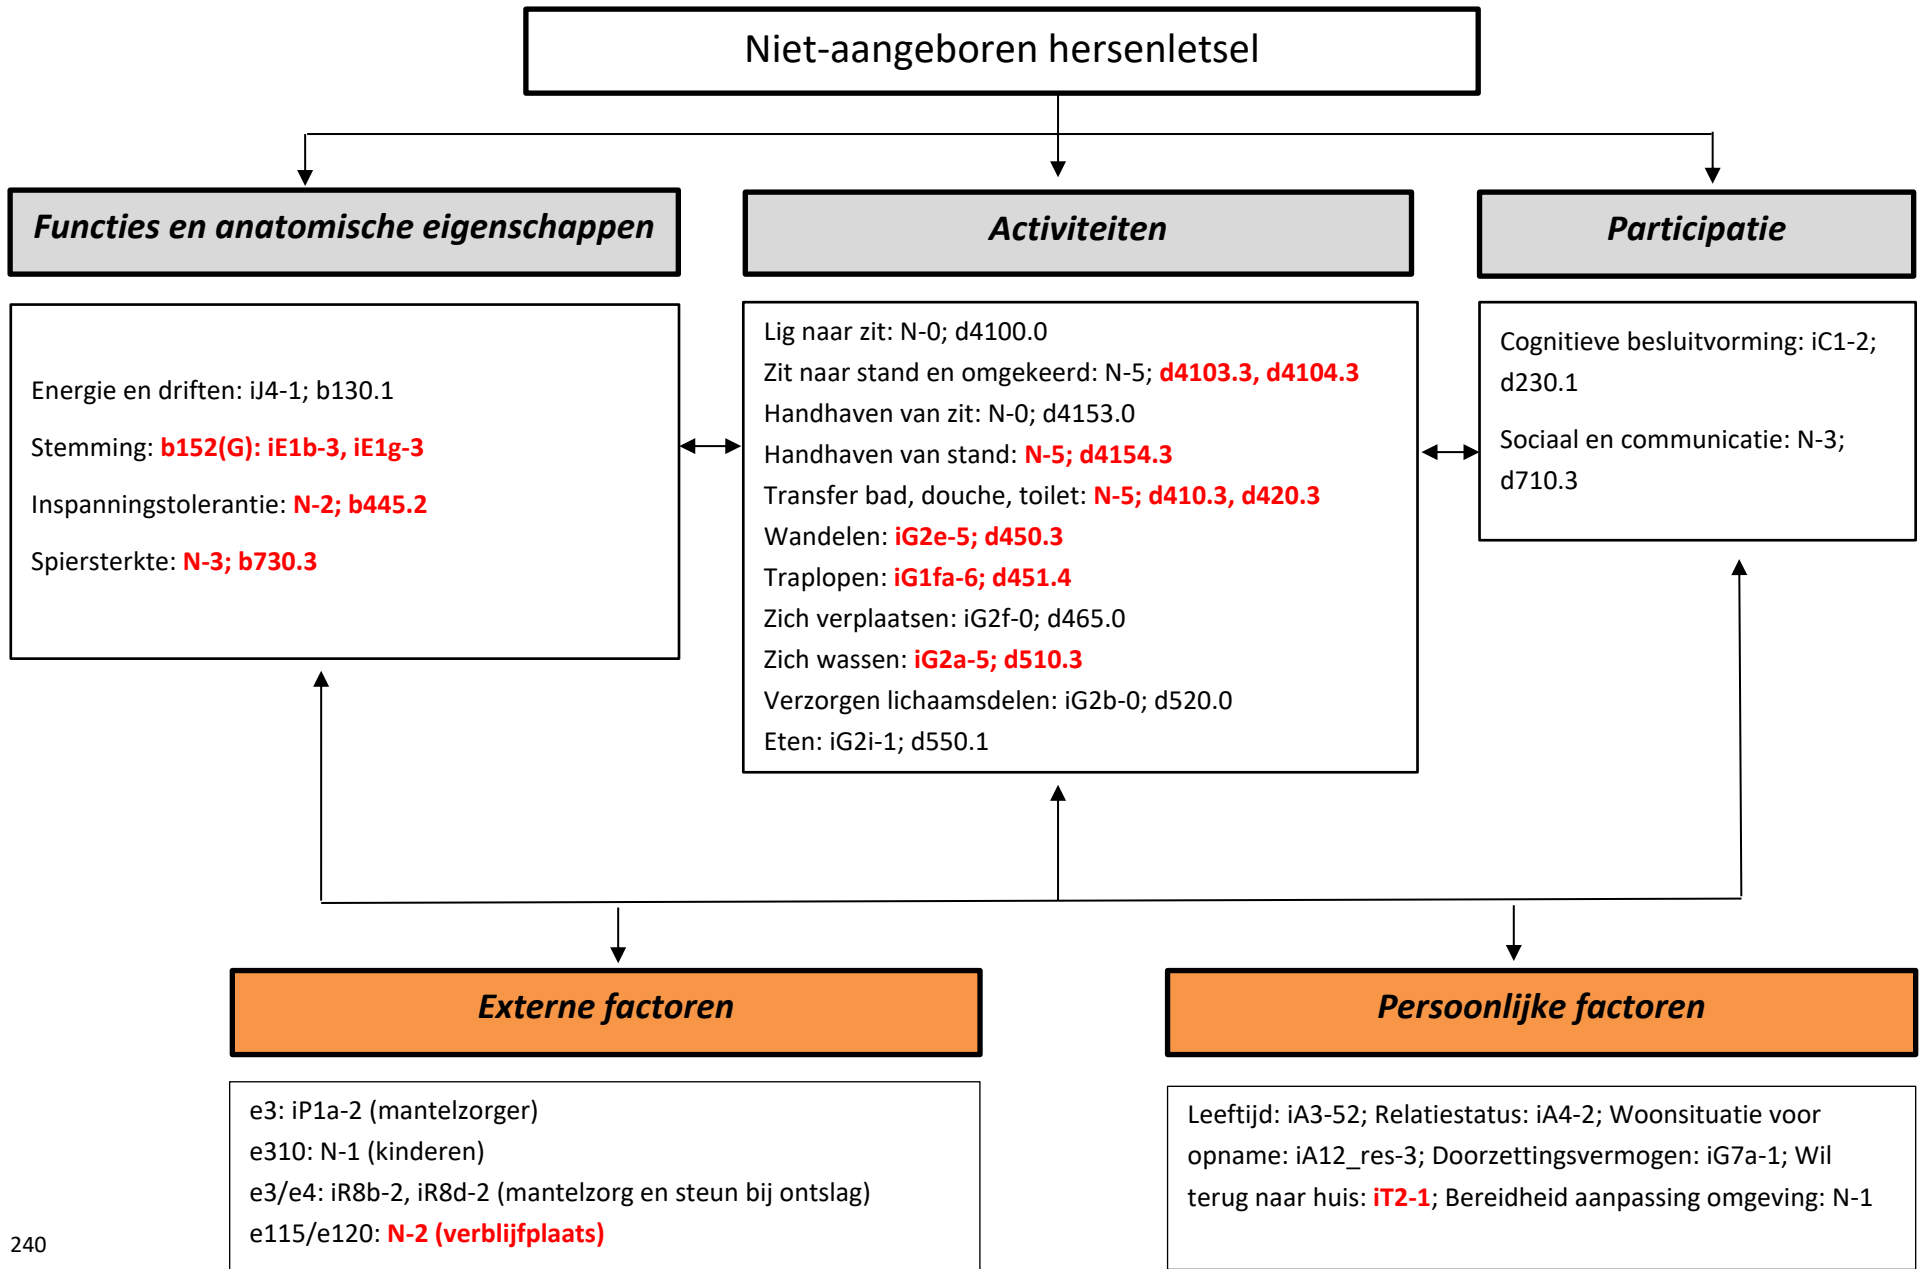 Niet-aangeboren hersenletsel
Functies en anatomische eigenschappen
Energie en driften: iJ4-1; b130.1
Stemming: b152(G): iE1b-3, iE1g-3
Inspanningstolerantie: N-2; b445.2
Spiersterkte: N-3; b730.3
Activiteiten
Lig naar zit: N-0; d4100.0
Zit naar stand en omgekeerd: N-5; d4103.3, d4104.3
Handhaven van zit: N-0; d4153.0
Handhaven van stand: N-5; d4154.3
Transfer bad, douche, toilet: N-5; d410.3, d420.3
Wandelen: iG2e-5; d450.3
Traplopen: iG1fa-6; d451.4
Zich verplaatsen: iG2f-0; d465.0
Zich wassen: iG2a-5; d510.3
Verzorgen lichaamsdelen: iG2b-0; d520.0
Eten: iG2i-1; d550.1
Participatie
Cognitieve besluitvorming: iC1-2;
d230.1
Sociaal en communicatie: N-3;
d710.3
Externe factoren
e3: iP1a-2 (mantelzorger)
e310: N-1 (kinderen)
e3/e4: iR8b-2, iR8d-2 (mantelzorg en steun bij ontslag)
e115/e120: N-2 (verblijfplaats)
Persoonlijke factoren
Leeftijd: iA3-52; Relatiestatus: iA4-2; Woonsituatie voor
opname: iA12_res-3; Doorzettingsvermogen: iG7a-1; Wil
terug naar huis: iT2-1; Bereidheid aanpassing omgeving: N-1
240